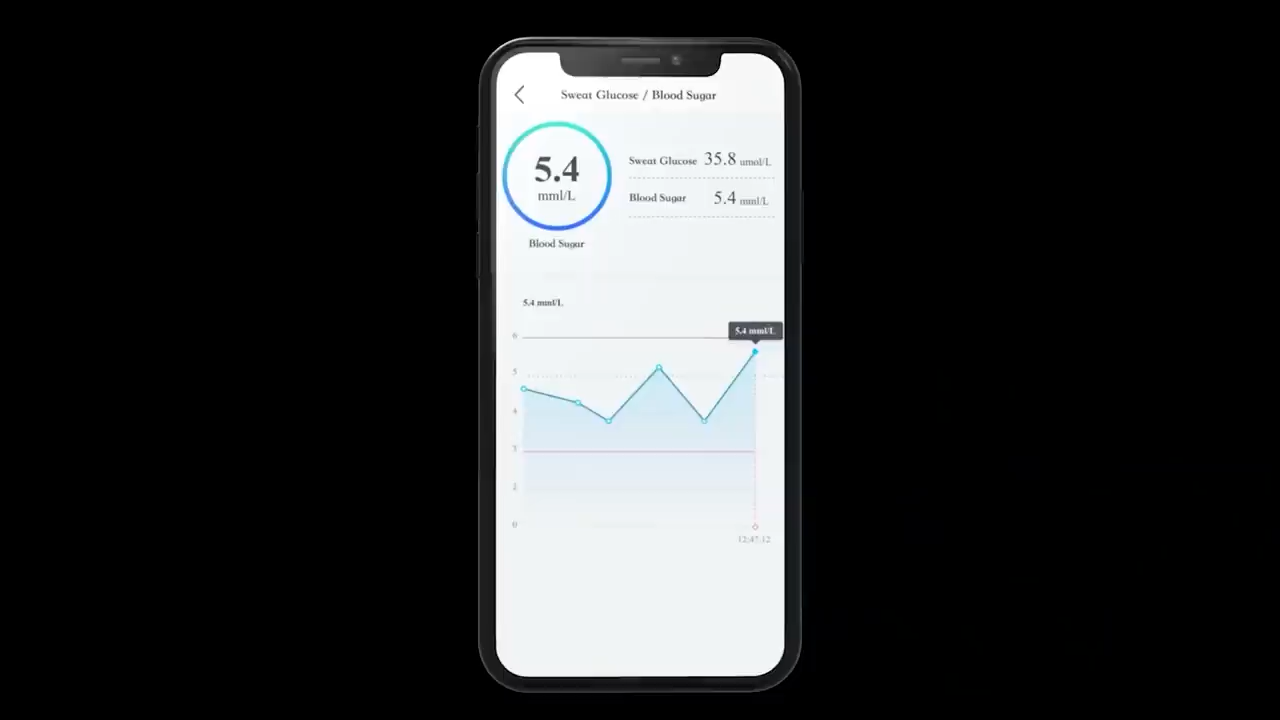 Sweat Glucose / Blood Sugar
5.4
mml/L
Blood Sugar
Sweat Glucose 35.8 umol/L
Blood Sugar 5.4 mml/L
5.4 mml/L
5.4 mml/L
6
5
4
3
2
0
12:47:12